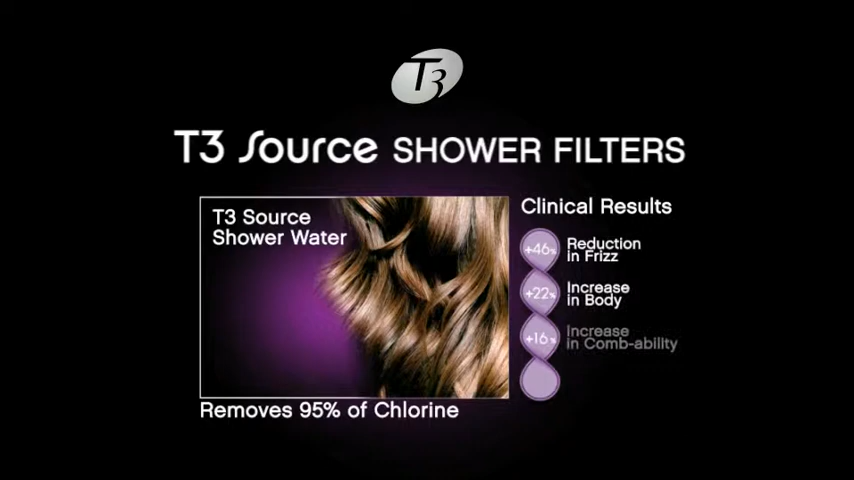 T3
T3 Source SHOWER FILTERS
T3 Source
Shower Water
Removes 95% of Chlorine
Clinical Results
+46%
Reduction
in Frizz
+22%
Increase
in Body
+16%
Increase
in Comb-ability